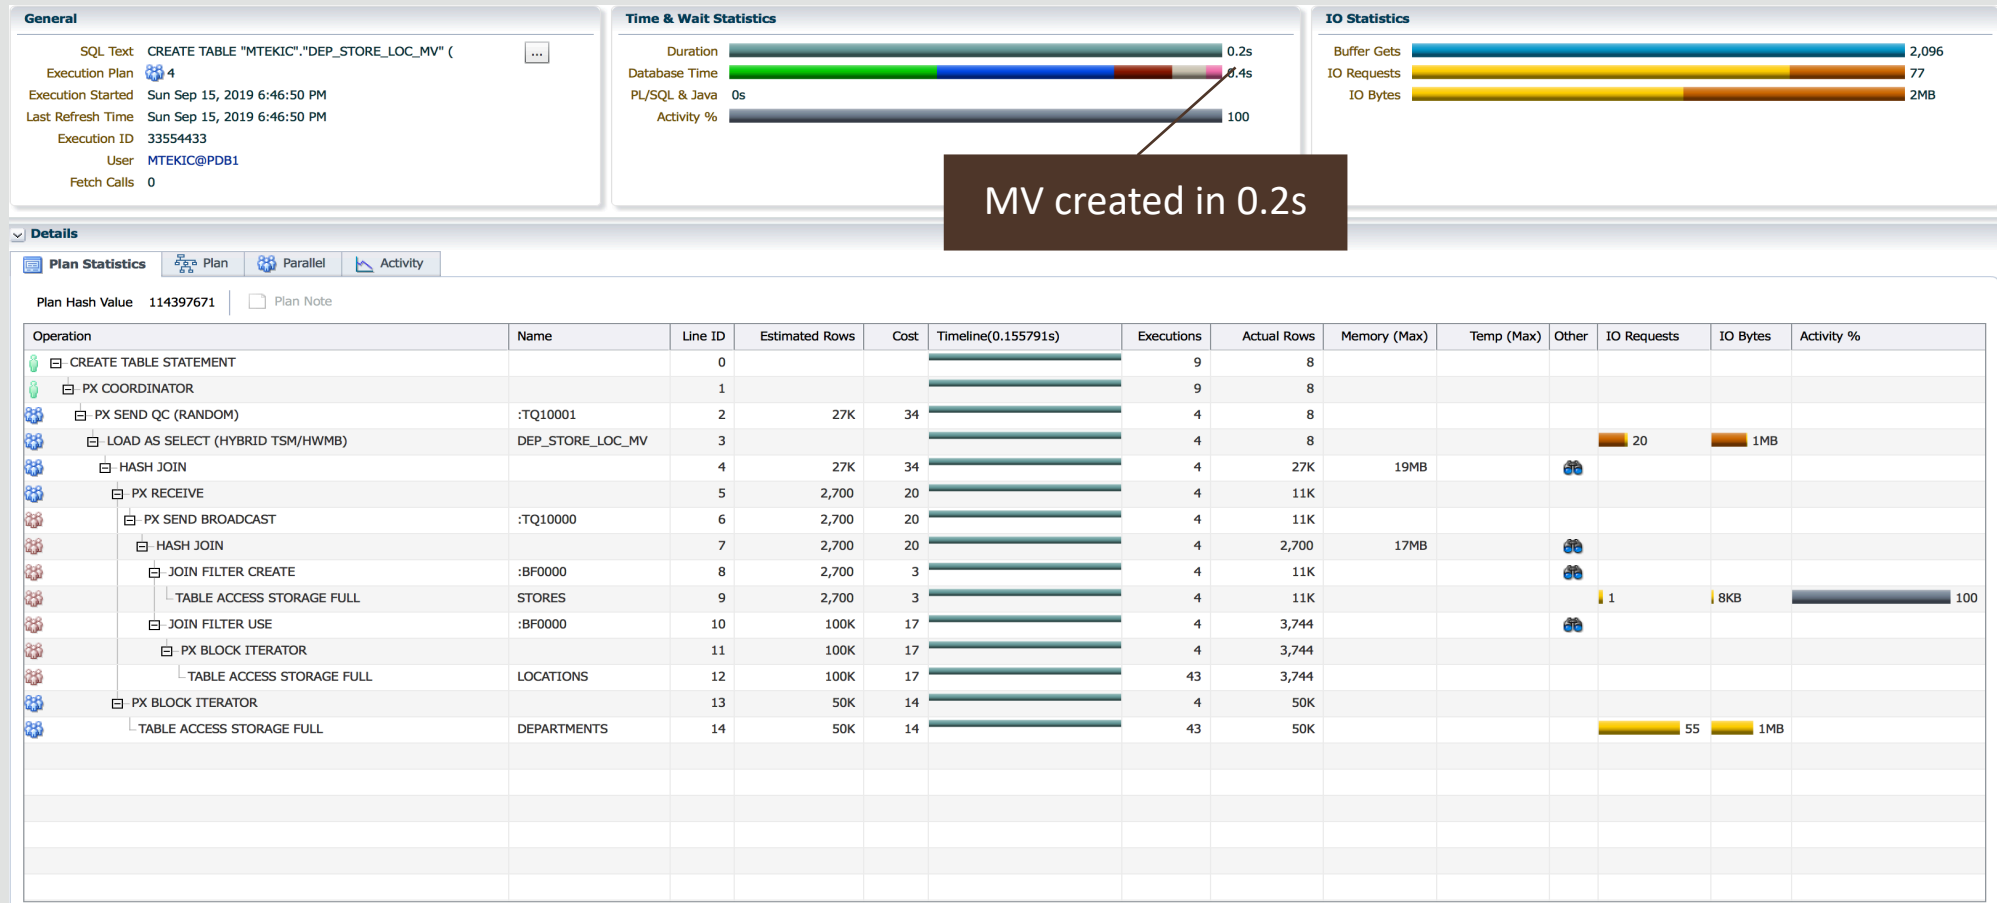 General
SQL Text CREATE TABLE "MTEKIC"."DEP_STORE_LOC_MV" ( ...
Execution Plan 4
Execution Started Sun Sep 15, 2019 6:46:50 PM
Last Refresh Time Sun Sep 15, 2019 6:46:50 PM
Execution ID 33554433
User MTEKIC@PDB1
Fetch Calls 0
Time & Wait Statistics
Duration 0.2s
Database Time 0.4s
PL/SQL & Java 0s
Activity % 100
IO Statistics
Buffer Gets 2,096
IO Requests 77
IO Bytes 2MB
MV created in 0.2s
Details
Plan Statistics Plan Parallel Activity
Plan Hash Value 114397671 Plan Note
Operation Name Line ID Estimated Rows Cost Timeline(0.155791s) Executions Actual Rows Memory (Max) Temp (Max) Other IO Requests IO Bytes Activity %
CREATE TABLE STATEMENT 0 9 8
PX COORDINATOR 1 9 8
PX SEND QC (RANDOM) :TQ10001 2 27K 34 4 8
LOAD AS SELECT (HYBRID TSM/HWMB) DEP_STORE_LOC_MV 3 4 8 20 1MB
HASH JOIN 4 27K 34 4 27K 19MB
PX RECEIVE 5 2,700 20 4 11K
PX SEND BROADCAST :TQ10000 6 2,700 20 4 11K
HASH JOIN 7 2,700 20 4 2,700 17MB
JOIN FILTER CREATE :BF0000 8 2,700 3 4 11K
TABLE ACCESS STORAGE FULL STORES 9 2,700 3 4 11K 1 8KB 100
JOIN FILTER USE :BF0000 10 100K 17 4 3,744
PX BLOCK ITERATOR 11 100K 17 4 3,744
TABLE ACCESS STORAGE FULL LOCATIONS 12 100K 17 43 3,744
PX BLOCK ITERATOR 13 50K 14 4 50K
TABLE ACCESS STORAGE FULL DEPARTMENTS 14 50K 14 43 50K 55 1MB